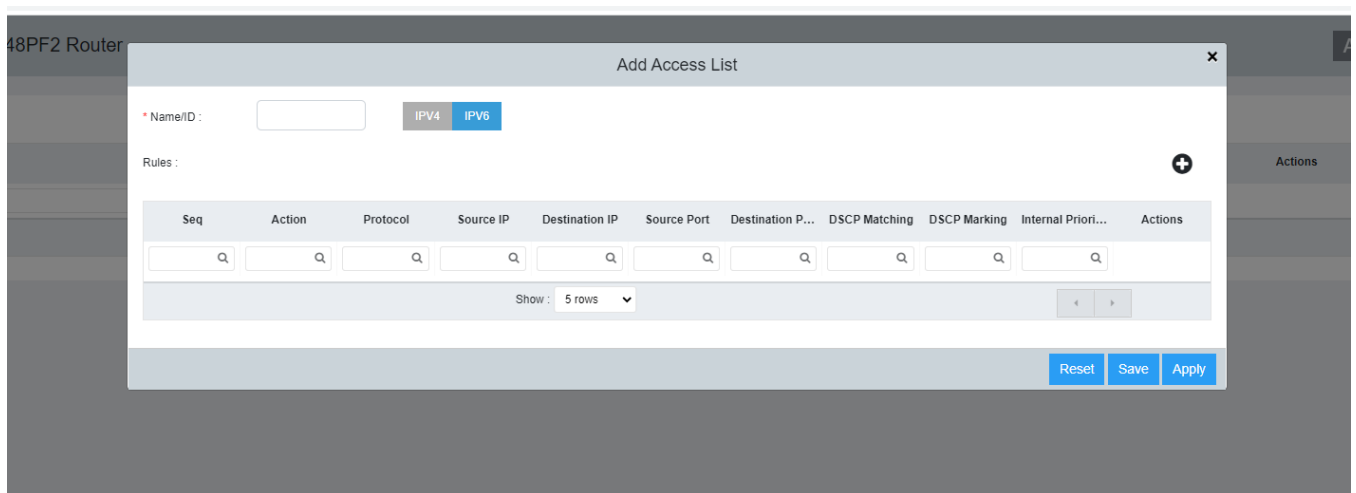 48PF2 Router
Add Access List
×
* Name/ID :
IPV4 IPV6
Rules :
Actions
Seq Action Protocol Source IP Destination IP Source Port Destination P... DSCP Matching DSCP Marking Internal Priori... Actions
Show : 5 rows
Reset Save Apply